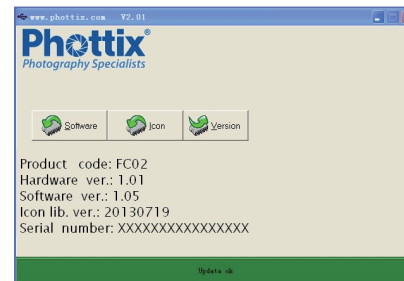 www.phottix.com V2.01
Phottix®
Photography Specialists
Software Icon Version
Product code: FC02
Hardware ver.: 1.01
Software ver.: 1.05
Icon lib. ver.: 20130719
Serial number: XXXXXXXXXXXXXXXX
Updata ok